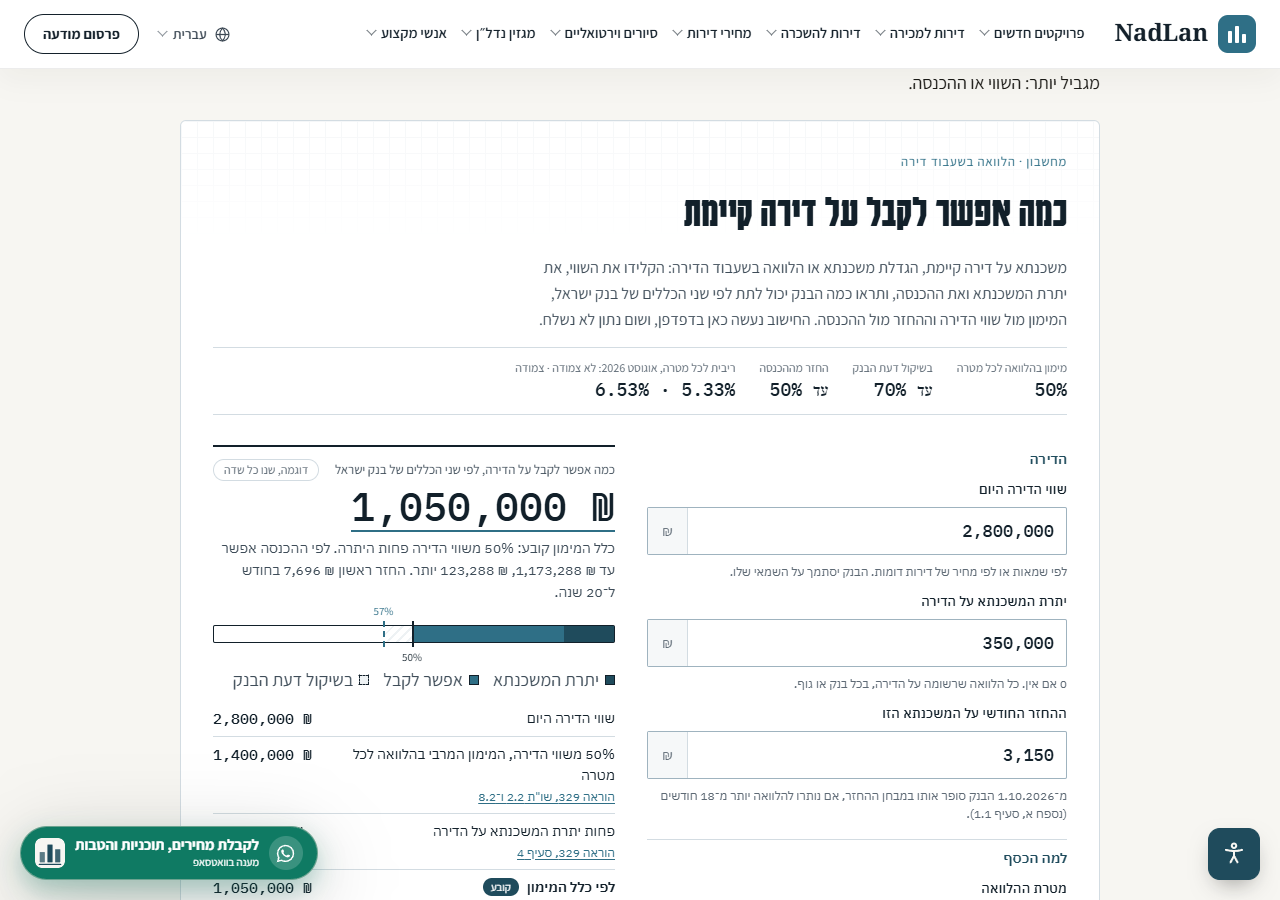 NadLan
פרויקטים חדשים
דירות למכירה
דירות להשכרה
מחירי דירות
סיורים וירטואליים
מגזין נדל״ן
אנשי מקצוע
עברית
פרסום מודעה
מגביל יותר: השווי או ההכנסה.
מחשבון · הלוואה בשעבוד דירה
כמה אפשר לקבל על דירה קיימת
משכנתא על דירה קיימת, הגדלת משכנתא או הלוואה בשעבוד הדירה: הקלידו את השווי, את
יתרת המשכנתא ואת ההכנסה, ותראו כמה הבנק יכול לתת לפי שני הכללים של בנק ישראל,
המימון מול שווי הדירה וההחזר מול ההכנסה. החישוב נעשה כאן בדפדפן, ושום נתון לא נשלח.
מימון בהלוואה לכל מטרה
50%
בשיקול דעת הבנק
עד 70%
החזר מההכנסה
עד 50%
ריבית לכל מטרה, אוגוסט 2026: לא צמודה · צמודה
5.33% · 6.53%
הדירה
שווי הדירה היום
2,800,000
₪
לפי שמאות או לפי מחיר של דירות דומות. הבנק יסתמך על השמאי שלו.
יתרת המשכנתא על הדירה
350,000
₪
0 אם אין. כל הלוואה שרשומה על הדירה, בכל בנק או גוף.
ההחזר החודשי על המשכנתא הזו
3,150
₪
מ־1.10.2026 הבנק סופר אותו במבחן ההחזר, אם נותרו להלוואה יותר מ־18 חודשים
(נספח א, סעיף 1.1).
למה הכסף
מטרת ההלוואה
כמה אפשר לקבל על הדירה, לפי שני הכללים של בנק ישראל
דוגמה, שנו כל שדה
1,050,000 ₪
כלל המימון קובע: 50% משווי הדירה פחות היתרה. לפי ההכנסה אפשר
עד ‏1,173,288 ₪, ‏123,288 ₪ יותר. החזר ראשון ‏7,696 ₪ בחודש
ל־20 שנה.
57%
50%
יתרת המשכנתא
אפשר לקבל
בשיקול דעת הבנק
שווי הדירה היום
2,800,000 ₪
50% משווי הדירה, המימון המרבי בהלוואה לכל
מטרה
1,400,000 ₪
הוראה 329, שו"ת 2.2 ו־8.2
פחות יתרת המשכנתא על הדירה
הוראה 329, סעיף 4
לפי כלל המימון
קובע
1,050,000 ₪
לקבלת מחירים, תוכניות והטבות
מענה בוואטסאפ